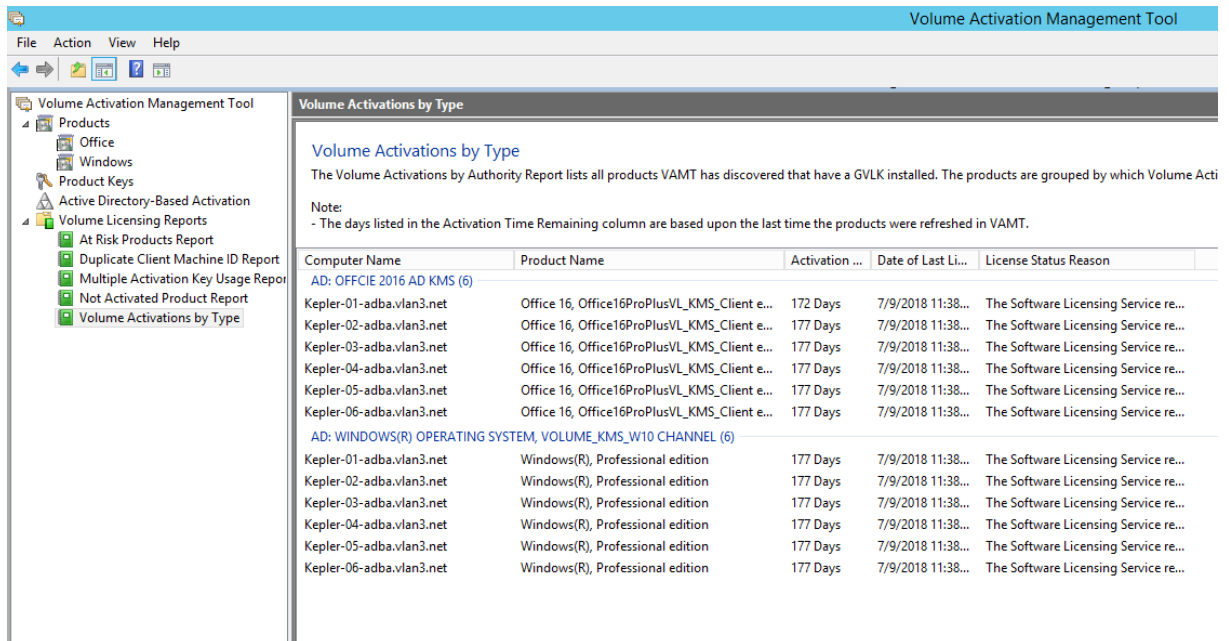 Volume Activation Management Tool
File Action View Help
Volume Activation Management Tool
Products
Office
Windows
Product Keys
Active Directory-Based Activation
Volume Licensing Reports
At Risk Products Report
Duplicate Client Machine ID Report
Multiple Activation Key Usage Repor
Not Activated Product Report
Volume Activations by Type
Volume Activations by Type
Volume Activations by Type
The Volume Activations by Authority Report lists all products VAMT has discovered that have a GVLK installed. The products are grouped by which Volume Acti
Note:
- The days listed in the Activation Time Remaining column are based upon the last time the products were refreshed in VAMT.
Computer Name Product Name Activation ... Date of Last Li... License Status Reason
AD: OFFCIE 2016 AD KMS (6)
Kepler-01-adba.vlan3.net Office 16, Office16ProPlusVL_KMS_Client e... 172 Days 7/9/2018 11:38... The Software Licensing Service re...
Kepler-02-adba.vlan3.net Office 16, Office16ProPlusVL_KMS_Client e... 177 Days 7/9/2018 11:38... The Software Licensing Service re...
Kepler-03-adba.vlan3.net Office 16, Office16ProPlusVL_KMS_Client e... 177 Days 7/9/2018 11:38... The Software Licensing Service re...
Kepler-04-adba.vlan3.net Office 16, Office16ProPlusVL_KMS_Client e... 177 Days 7/9/2018 11:38... The Software Licensing Service re...
Kepler-05-adba.vlan3.net Office 16, Office16ProPlusVL_KMS_Client e... 177 Days 7/9/2018 11:38... The Software Licensing Service re...
Kepler-06-adba.vlan3.net Office 16, Office16ProPlusVL_KMS_Client e... 177 Days 7/9/2018 11:38... The Software Licensing Service re...
AD: WINDOWS(R) OPERATING SYSTEM, VOLUME_KMS_W10 CHANNEL (6)
Kepler-01-adba.vlan3.net Windows(R), Professional edition 177 Days 7/9/2018 11:38... The Software Licensing Service re...
Kepler-02-adba.vlan3.net Windows(R), Professional edition 177 Days 7/9/2018 11:38... The Software Licensing Service re...
Kepler-03-adba.vlan3.net Windows(R), Professional edition 177 Days 7/9/2018 11:38... The Software Licensing Service re...
Kepler-04-adba.vlan3.net Windows(R), Professional edition 177 Days 7/9/2018 11:38... The Software Licensing Service re...
Kepler-05-adba.vlan3.net Windows(R), Professional edition 177 Days 7/9/2018 11:38... The Software Licensing Service re...
Kepler-06-adba.vlan3.net Windows(R), Professional edition 177 Days 7/9/2018 11:38... The Software Licensing Service re...